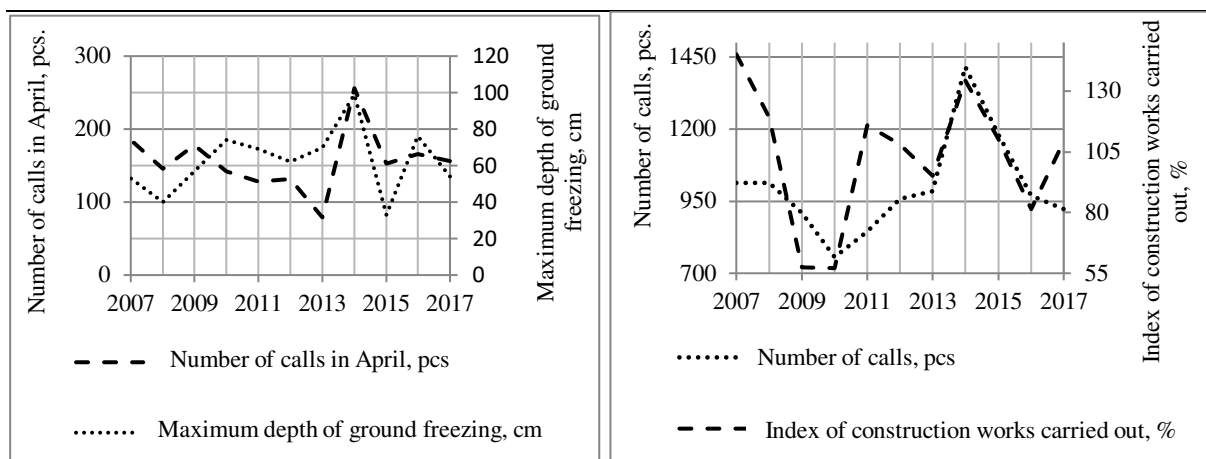 Number of calls in April, pcs.
300
200
100
0
120
100
80
60
40
20
0
Maximum depth of ground
freezing, cm
2007 2009 2011 2013 2015 2017
Number of calls in April, pcs
Maximum depth of ground freezing, cm
Number of calls, pcs.
1450
1200
950
700
130
105
80
55
Index of construction works carried
out, %
2007 2009 2011 2013 2015 2017
Number of calls, pcs
Index of construction works carried out, %